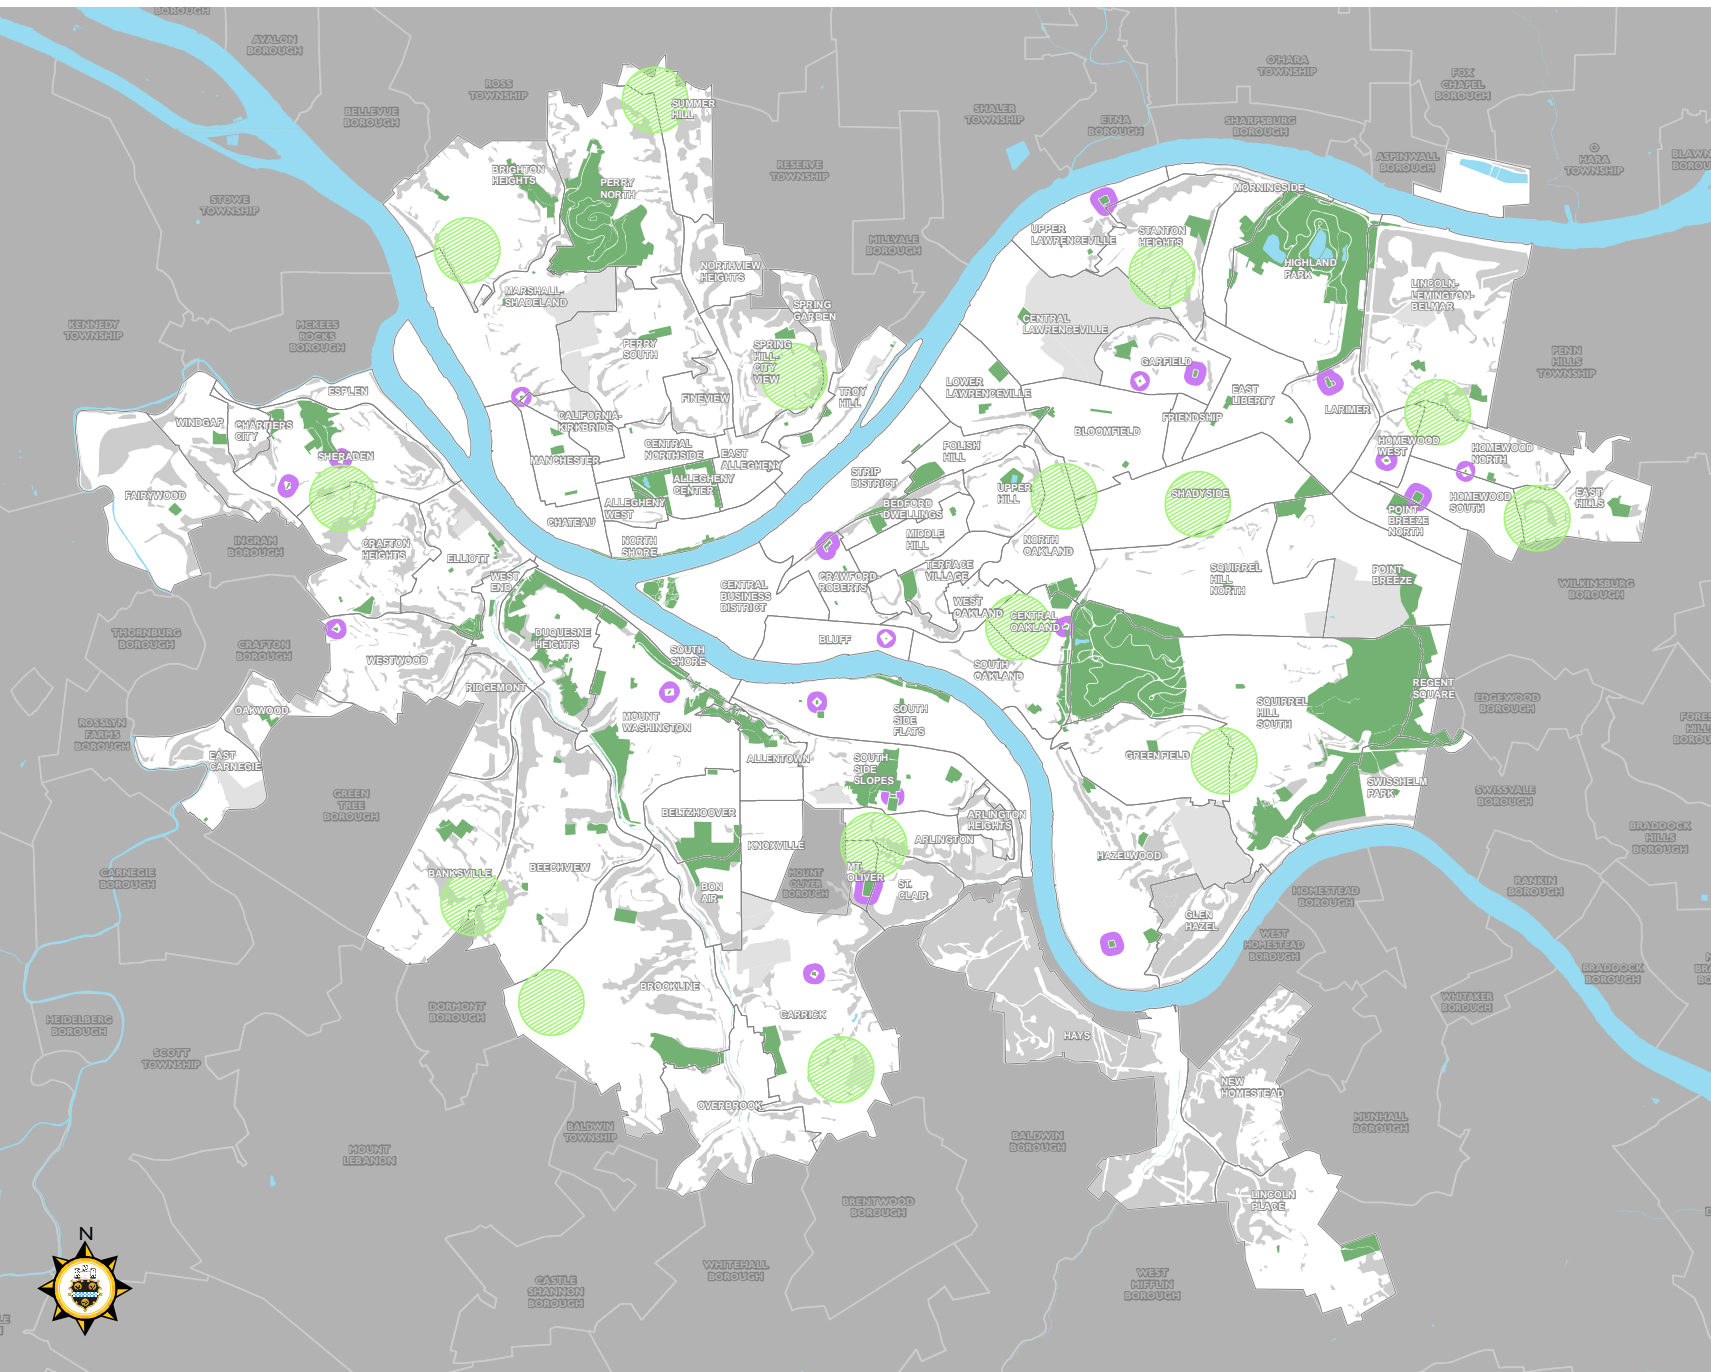 BOROUGH
AVALON
BOROUGH
ROSS
TOWNSHIP
BELLEVUE
BOROUGH
SUMMER
HILL
SHALER
TOWNSHIP
ETNA
BOROUGH
O'HARA
TOWNSHIP
FOX
CHAPEL
BOROUGH
SHARPSBURG
BOROUGH
ASPINWALL
BOROUGH
O
HARA
TOWNSHIP
STOWE
TOWNSHIP
BRIGHTON
HEIGHTS
PERRY
NORTH
RESERVE
TOWNSHIP
MILLVALE
BOROUGH
UPPER
LAWRENCEVILLE
STANTON
HEIGHTS
MORNINGSIDE
HIGHLAND
PARK
LINCOLN-
LEMINGTON-
BELMAR
KENNEDY
TOWNSHIP
MCKEES
ROCKS
BOROUGH
MARSHALL-
SHADELAND
NORTHVIEW
HEIGHTS
SPRING
GARDEN
PERRY
SOUTH
SPRING
HILL-
CITY
VIEW
CENTRAL
LAWRENCEVILLE
GARFIELD
PENN
HILLS
TOWNSHIP
ESPLEN
WINDGAP
CHARTIERS
CITY
SHERADEN
FAIRYWOOD
CALIFORNIA-
KIRKBRIDE
FINEVIEW
TROY
HILL
LOWER
LAWRENCEVILLE
EAST
LIBERTY
LARIMER
FRIENDSHIP
BLOOMFIELD
MANCHESTER
CENTRAL
NORTHSIDE
EAST
ALLEGHENY
ALLEGHENY
CENTER
ALLEGHENY
WEST
CHATEAU
NORTH
SHORE
STRIP
DISTRICT
POLISH
HILL
UPPER
HILL
BEDFORD
DWELLINGS
MIDDLE
HILL
SHADYSIDE
HOMEWOOD
WEST
HOMEWOOD
NORTH
HOMEWOOD
SOUTH
EAST
HILLS
POINT
BREEZE
NORTH
INGRAM
BOROUGH
CRAFTON
HEIGHTS
ELLIOTT
WEST
END
CENTRAL
BUSINESS
DISTRICT
CRAWFORD-
ROBERTS
TERRACE
VILLAGE
NORTH
OAKLAND
WEST
OAKLAND
CENTRAL
OAKLAND
SQUIRREL
HILL
NORTH
POINT
BREEZE
WILKINSBURG
BOROUGH
THORNBURG
BOROUGH
CRAFTON
BOROUGH
WESTWOOD
DUQUESNE
HEIGHTS
SOUTH
SHORE
BLUFF
SOUTH
OAKLAND
RIDGEMONT
OAKWOOD
EAST
CARNEGIE
ROSSLYN
FARMS
BOROUGH
MOUNT
WASHINGTON
SOUTH
SIDE
FLATS
SQUIRREL
HILL
SOUTH
REGENT
SQUARE
EDGEWOOD
BOROUGH
GREENFIELD
ALLENTOWN
SOUTH
SIDE
SLOPES
SWISSHELM
PARK
SWISSVALE
BOROUGH
GREEN
TREE
BOROUGH
BELTZHOOVER
KNOXVILLE
ARLINGTON
ARLINGTON
HEIGHTS
HAZELWOOD
BRADDOCK
HILLS
BOROUGH
CARNEGIE
BOROUGH
BANKSVILLE
BEECHVIEW
BON
AIR
MOUNT
OLIVER
BOROUGH
MT.
OLIVER
ST.
CLAIR
GLEN
HAZEL
HOMESTEAD
BOROUGH
RANKIN
BOROUGH
WEST
HOMESTEAD
BOROUGH
BRADDOCK
BOROUGH
WHITAKER
BOROUGH
HEIDELBERG
BOROUGH
DORMONT
BOROUGH
BROOKLINE
CARRICK
HAYS
SCOTT
TOWNSHIP
NEW
HOMESTEAD
MUNHALL
BOROUGH
OVERBROOK
BALDWIN
TOWNSHIP
BALDWIN
BOROUGH
MOUNT
LEBANON
BRENTWOOD
BOROUGH
LINCOLN
PLACE
N
CASTLE
SHANNON
BOROUGH
WHITEHALL
BOROUGH
WEST
MIFFLIN
BOROUGH